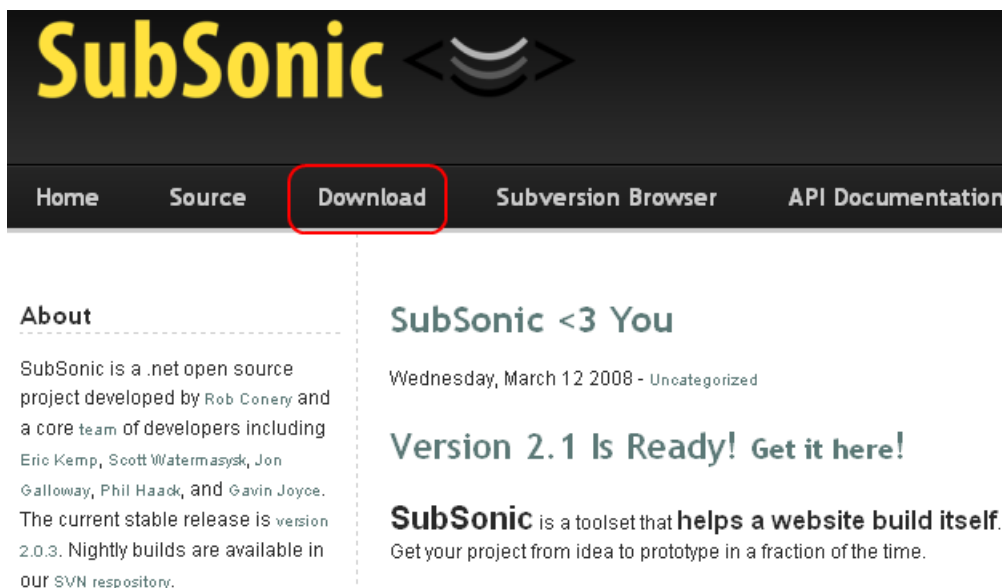 SubSonic
Home Source Download Subversion Browser API Documentation
About
SubSonic is a .net open source
project developed by Rob Conery and
a core team of developers including
Eric Kemp, Scott Watermasysk, Jon
Galloway, Phil Haack, and Gavin Joyce.
The current stable release is version
2.0.3. Nightly builds are available in
our SVN respository.
SubSonic <3 You
Wednesday, March 12 2008 - Uncategorized
Version 2.1 Is Ready! Get it here!
SubSonic is a toolset that helps a website build itself.
Get your project from idea to prototype in a fraction of the time.